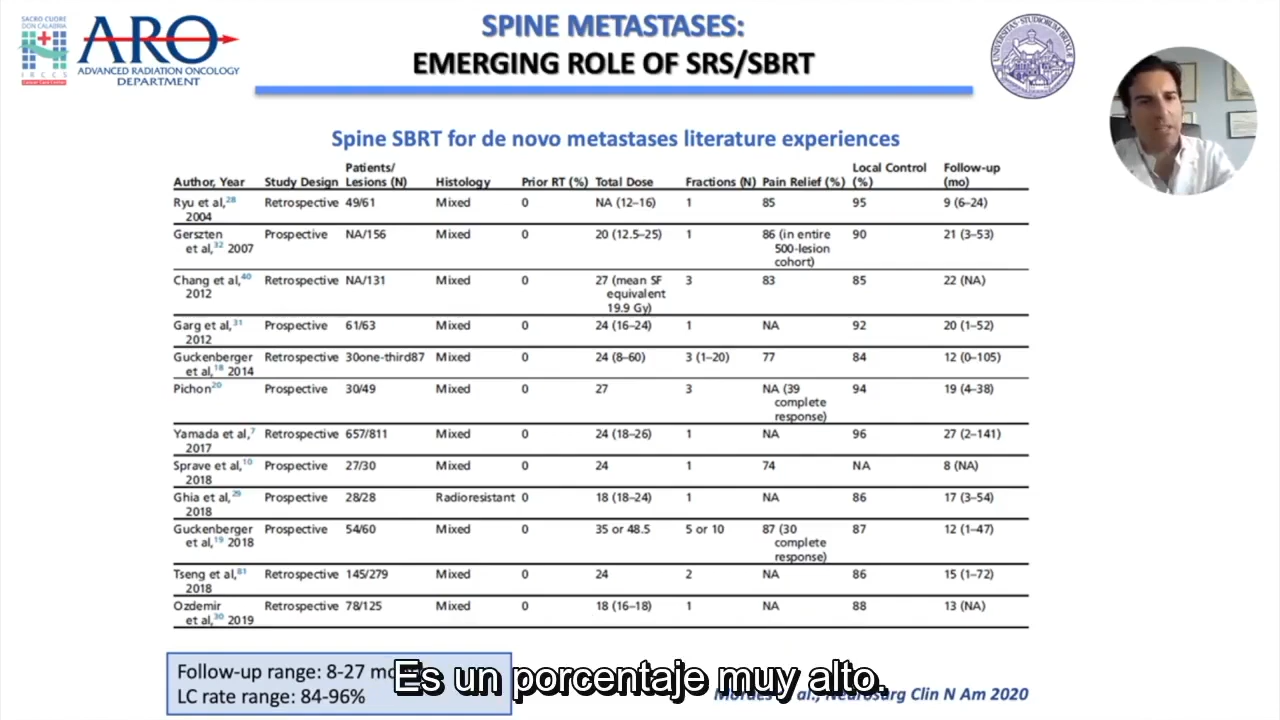 SACRO CUORE
DON CALABRIA
IRCCS
ARO
ADVANCED RADIATION ONCOLOGY
DEPARTMENT
SPINE METASTASES:
EMERGING ROLE OF SRS/SBRT
Spine SBRT for de novo metastases literature experiences
Author, Year Study Design Patients/ Lesions (N) Histology Prior RT (%) Total Dose Fractions (N) Pain Relief (%) Local Control (%) Follow-up (mo)
Ryu et al,28 2004 Retrospective 49/61 Mixed 0 NA (12–16) 1 85 95 9 (6–24)
Gerszten et al,32 2007 Prospective NA/156 Mixed 0 20 (12.5–25) 1 86 (in entire 500-lesion cohort) 90 21 (3–53)
Chang et al,40 2012 Retrospective NA/131 Mixed 0 27 (mean SF equivalent 19.9 Gy) 3 83 85 22 (NA)
Garg et al,31 2012 Prospective 61/63 Mixed 0 24 (16–24) 1 NA 92 20 (1–52)
Guckenberger et al,18 2014 Retrospective 30one-third87 Mixed 0 24 (8–60) 3 (1–20) 77 84 12 (0–105)
Pichon20 Prospective 30/49 Mixed 0 27 3 NA (39 complete response) 94 19 (4–38)
Yamada et al,7 2017 Retrospective 657/811 Mixed 0 24 (18–26) 1 NA 96 27 (2–141)
Sprave et al,10 2018 Prospective 27/30 Mixed 0 24 1 74 NA 8 (NA)
Ghia et al,29 2018 Prospective 28/28 Radioresistant 0 18 (18–24) 1 NA 86 17 (3–54)
Guckenberger et al,19 2018 Prospective 54/60 Mixed 0 35 or 48.5 5 or 10 87 (30 complete response) 87 12 (1–47)
Tseng et al,81 2018 Retrospective 145/279 Mixed 0 24 2 NA 86 15 (1–72)
Ozdemir et al,30 2019 Retrospective 78/125 Mixed 0 18 (16–18) 1 NA 88 13 (NA)
Follow-up range: 8-27
LC rate range: 84-96%
Es un porcentaje muy alto.
Neurosurg Clin N Am 2020